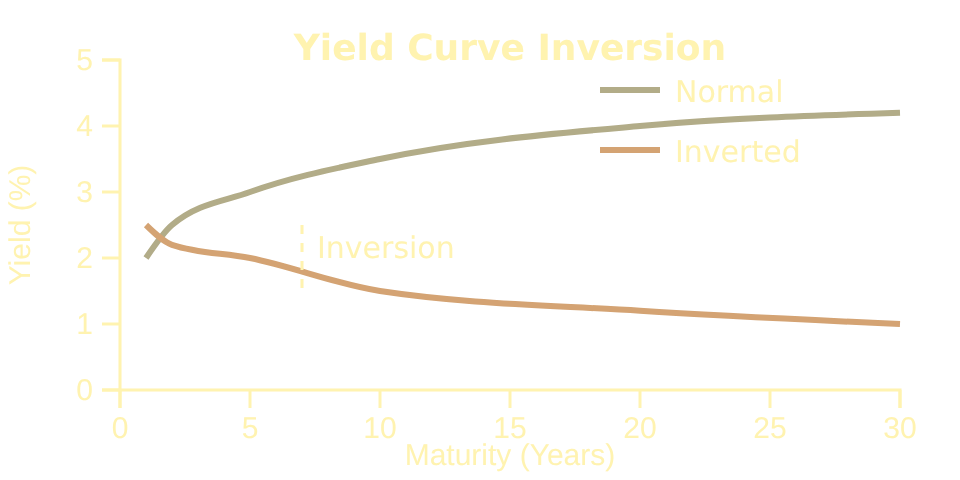 Yield Curve Inversion
Normal
Inverted
Inversion
Yield (%)
5
4
3
2
1
0
0 5 10 15 20 25 30
Maturity (Years)